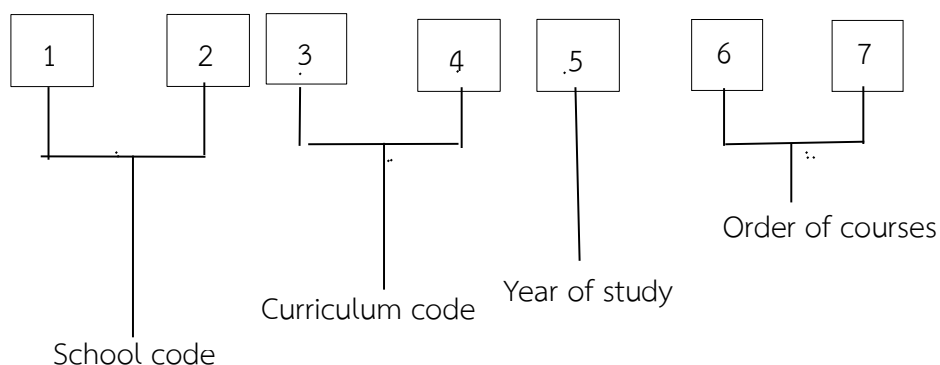 1 2 3 4 5 6 7
Order of courses
Year of study
Curriculum code
School code